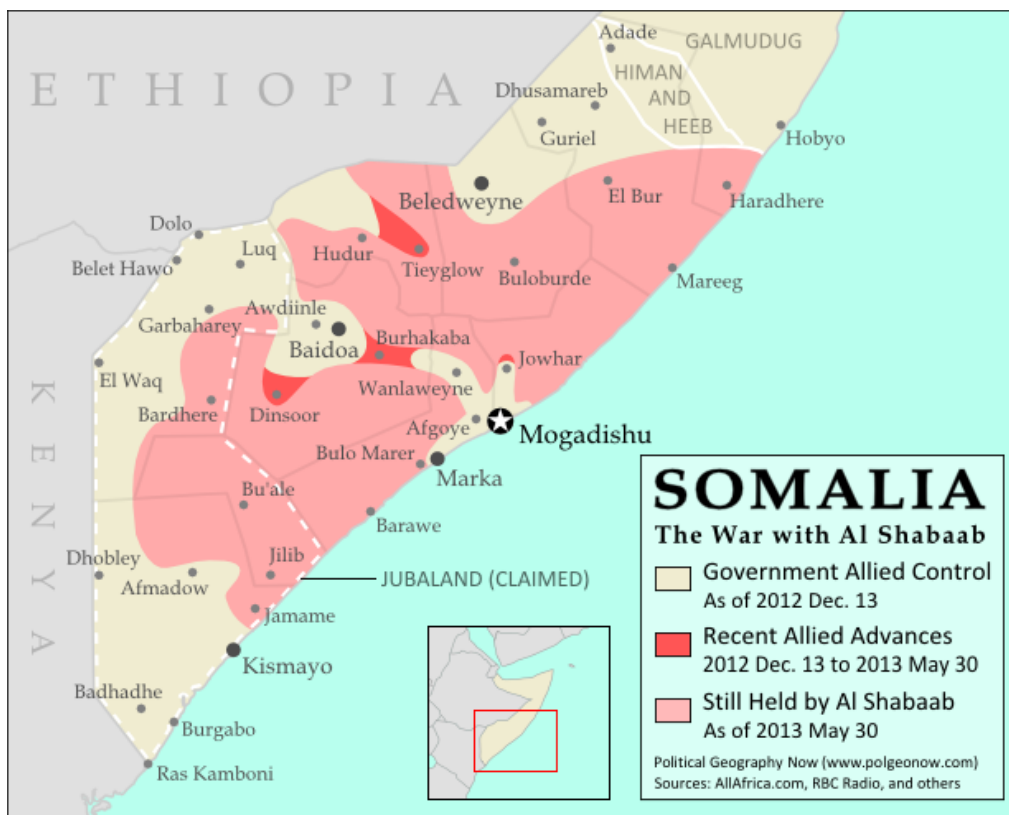 Adade
GALMUDUG
HIMAN
AND
HEEB
ETHIOPIA
Dhusamareb
Guriel
Hobyo
Beledweyne
El Bur
Haradhere
Dolo
Luq
Hudur
Tieyglow
Buloburde
Belet Hawo
Mareeg
Garbaharey
Awdiinle
Baidoa
Burhakaba
Jowhar
El Waq
Wanlaweyne
Bardhere
Dinsoor
Afgoye
Mogadishu
KENYA
Bulo Marer
Marka
Bu'ale
Barawe
Dhobley
Afmadow
Jilib
JUBALAND (CLAIMED)
Jamame
Kismayo
Badhadhe
Burgabo
Ras Kamboni
SOMALIA
The War with Al Shabaab
Government Allied Control
As of 2012 Dec. 13
Recent Allied Advances
2012 Dec. 13 to 2013 May 30
Still Held by Al Shabaab
As of 2013 May 30
Political Geography Now (www.polgeonow.com)
Sources: AllAfrica.com, RBC Radio, and others